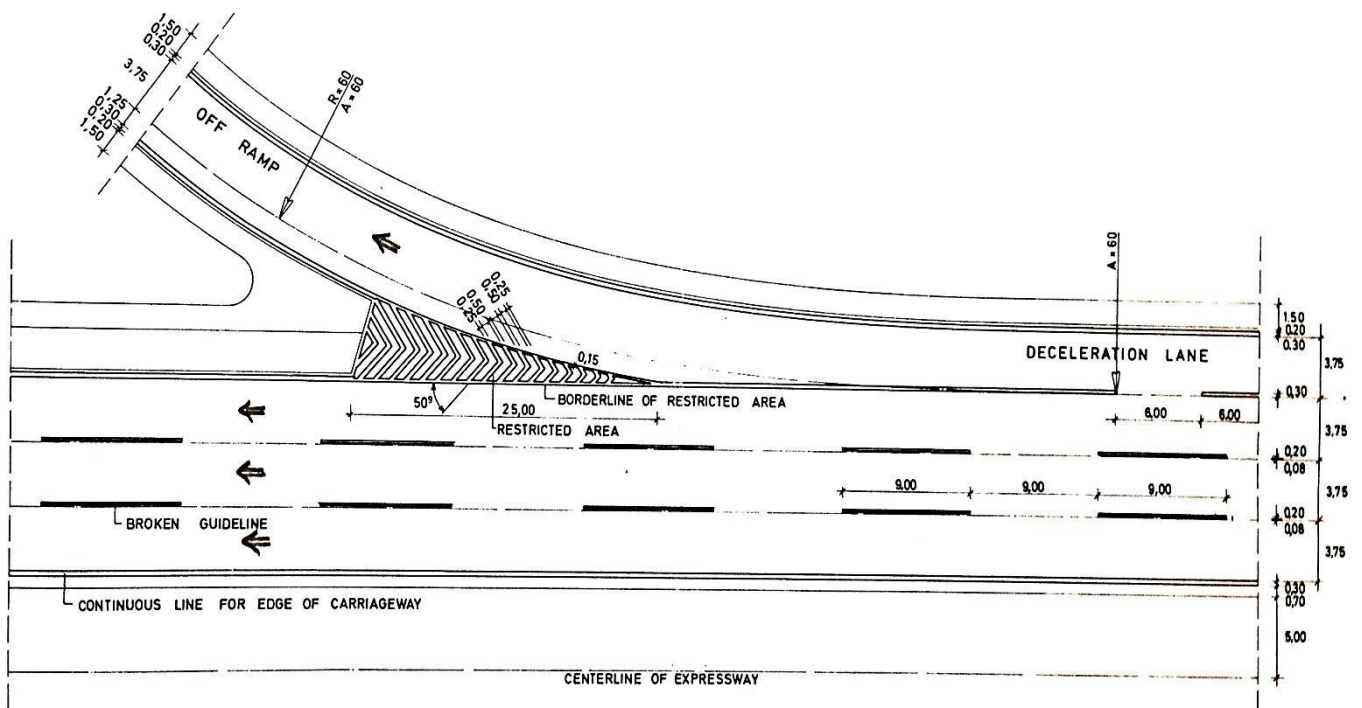 1,50
0,20
0,30
3,75
1,25
0,30
0,20
1,50
R = 60
A = 60
OFF RAMP
A = 60
0,25
0,50
0,50
0,25
0,15
DECELERATION LANE
1.50
0.20
0.30
3,75
0,30
6,00 6,00
50g
25,00
BORDERLINE OF RESTRICTED AREA
RESTRICTED AREA
3,75
0,20
0,08
9.00 9.00 9,00
3,75
BROKEN GUIDELINE
0,20
0,08
3,75
CONTINUOUS LINE FOR EDGE OF CARRIAGEWAY
0,30
0,70
5,00
CENTERLINE OF EXPRESSWAY